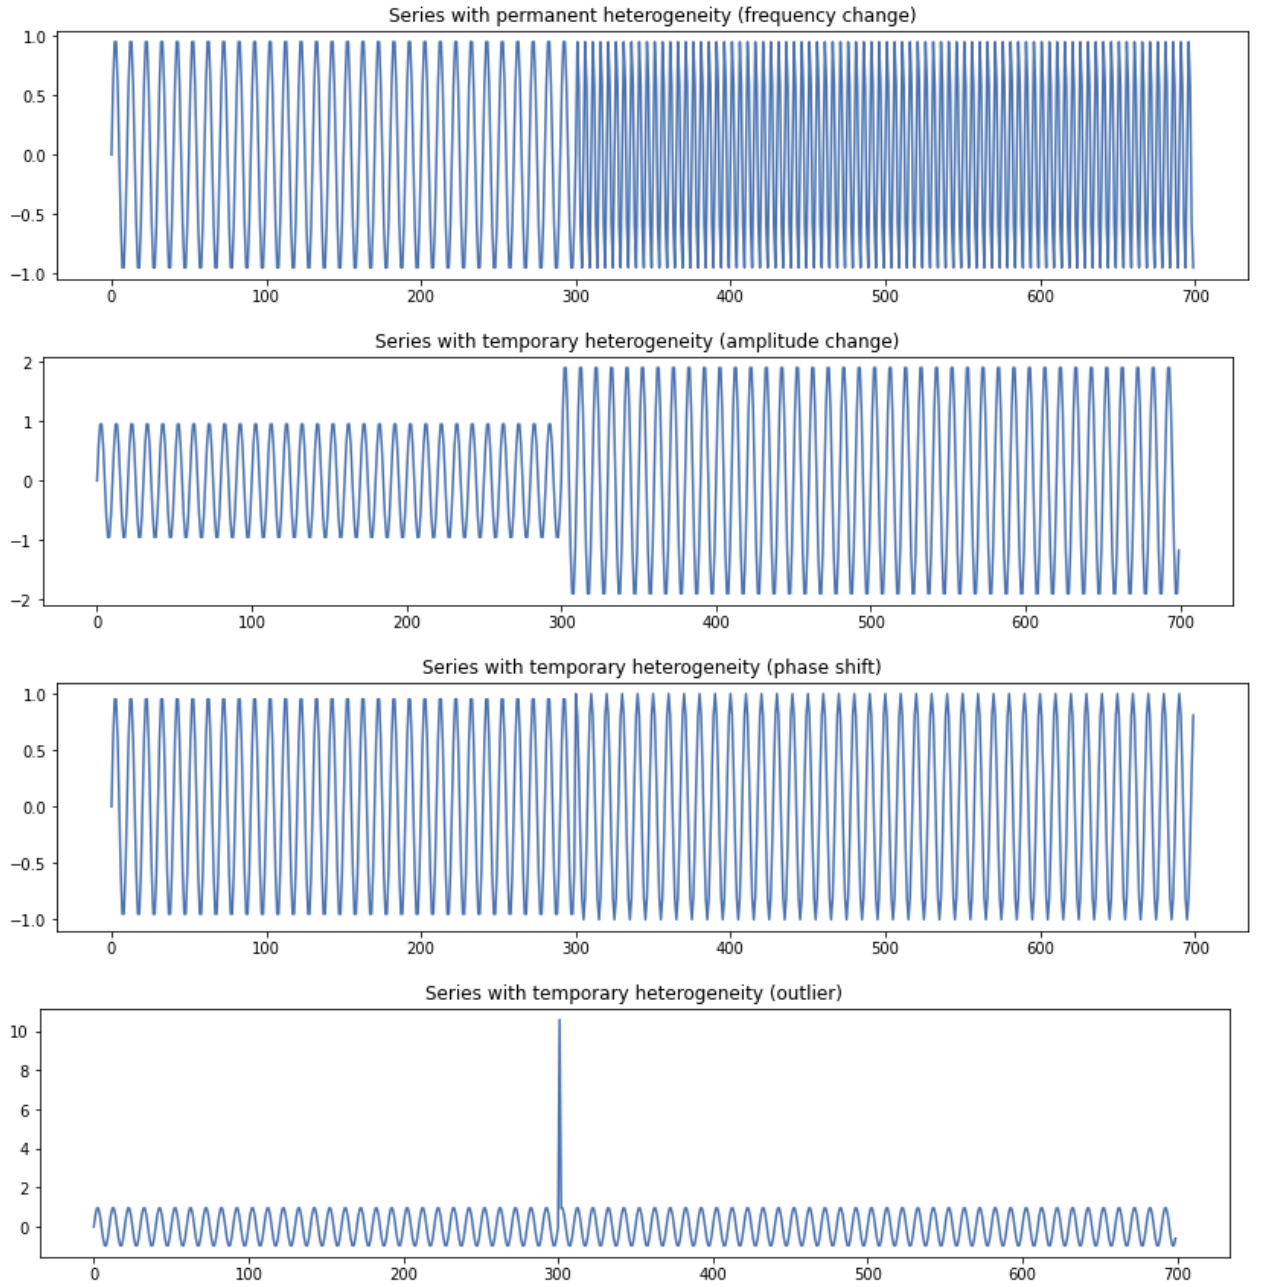 Series with permanent heterogeneity (frequency change)
1.0
0.5
0.0
−0.5
−1.0
0 100 200 300 400 500 600 700
Series with temporary heterogeneity (amplitude change)
2
1
0
−1
−2
0 100 200 300 400 500 600 700
Series with temporary heterogeneity (phase shift)
1.0
0.5
0.0
−0.5
−1.0
0 100 200 300 400 500 600 700
Series with temporary heterogeneity (outlier)
10
8
6
4
2
0
0 100 200 300 400 500 600 700